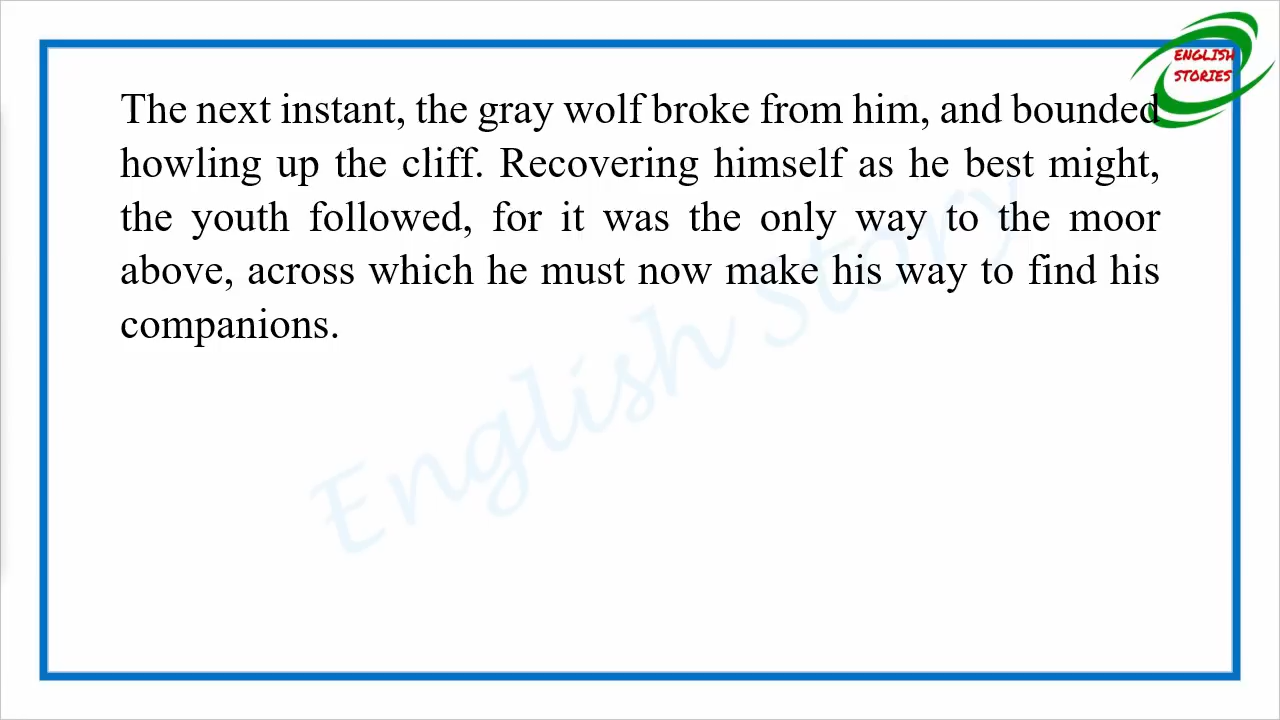 ENGLISH
STORIES
The next instant, the gray wolf broke from him, and bounded
howling up the cliff. Recovering himself as he best might,
the youth followed, for it was the only way to the moor
above, across which he must now make his way to find his
companions.
English Story